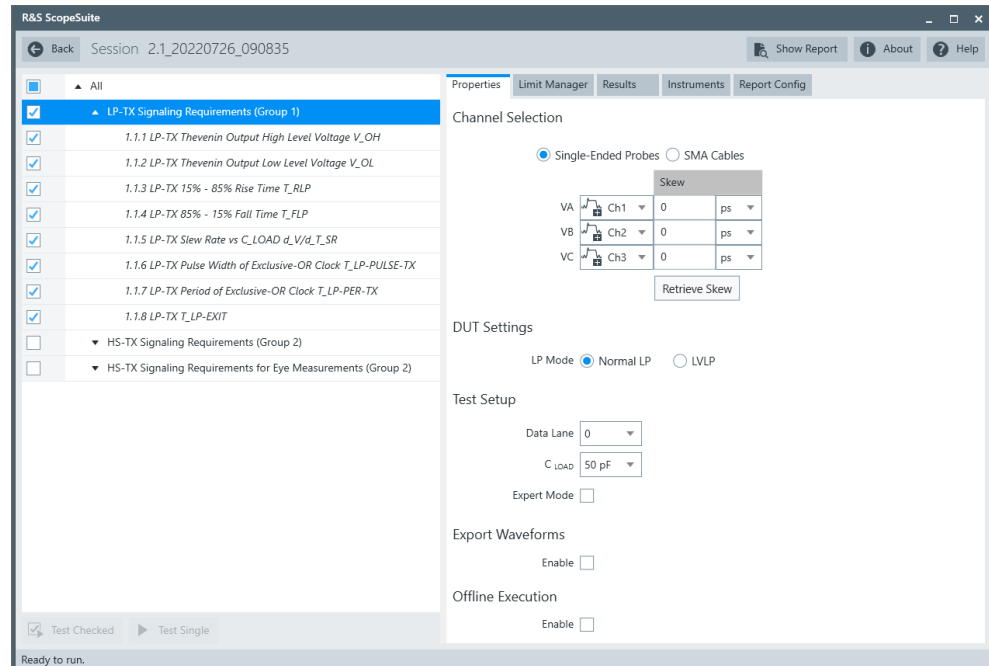 R&S ScopeSuite
Back Session 2.1_20220726_090835 Show Report About Help
All
LP-TX Signaling Requirements (Group 1)
1.1.1 LP-TX Thevenin Output High Level Voltage V_OH
1.1.2 LP-TX Thevenin Output Low Level Voltage V_OL
1.1.3 LP-TX 15% - 85% Rise Time T_RLP
1.1.4 LP-TX 85% - 15% Fall Time T_FLP
1.1.5 LP-TX Slew Rate vs C_LOAD d_V/d_T_SR
1.1.6 LP-TX Pulse Width of Exclusive-OR Clock T_LP-PULSE-TX
1.1.7 LP-TX Period of Exclusive-OR Clock T_LP-PER-TX
1.1.8 LP-TX T_LP-EXIT
HS-TX Signaling Requirements (Group 2)
HS-TX Signaling Requirements for Eye Measurements (Group 2)
Test Checked Test Single
Properties Limit Manager Results Instruments Report Config
Channel Selection
Single-Ended Probes SMA Cables
Skew
VA Ch1 0 ps
VB Ch2 0 ps
VC Ch3 0 ps
Retrieve Skew
DUT Settings
LP Mode Normal LP LVLP
Test Setup
Data Lane 0
C LOAD 50 pF
Expert Mode
Export Waveforms
Enable
Offline Execution
Enable
Ready to run.